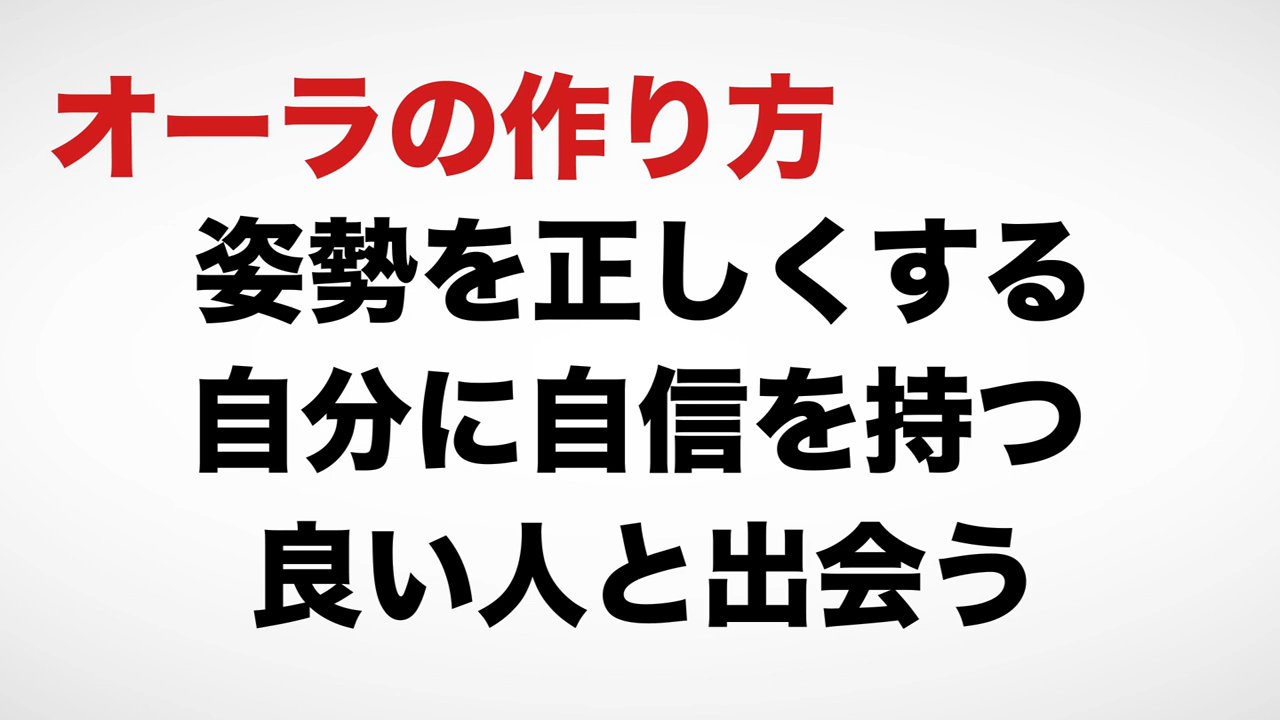 オーラの作り方
姿勢を正しくする
自分に自信を持つ
良い人と出会う